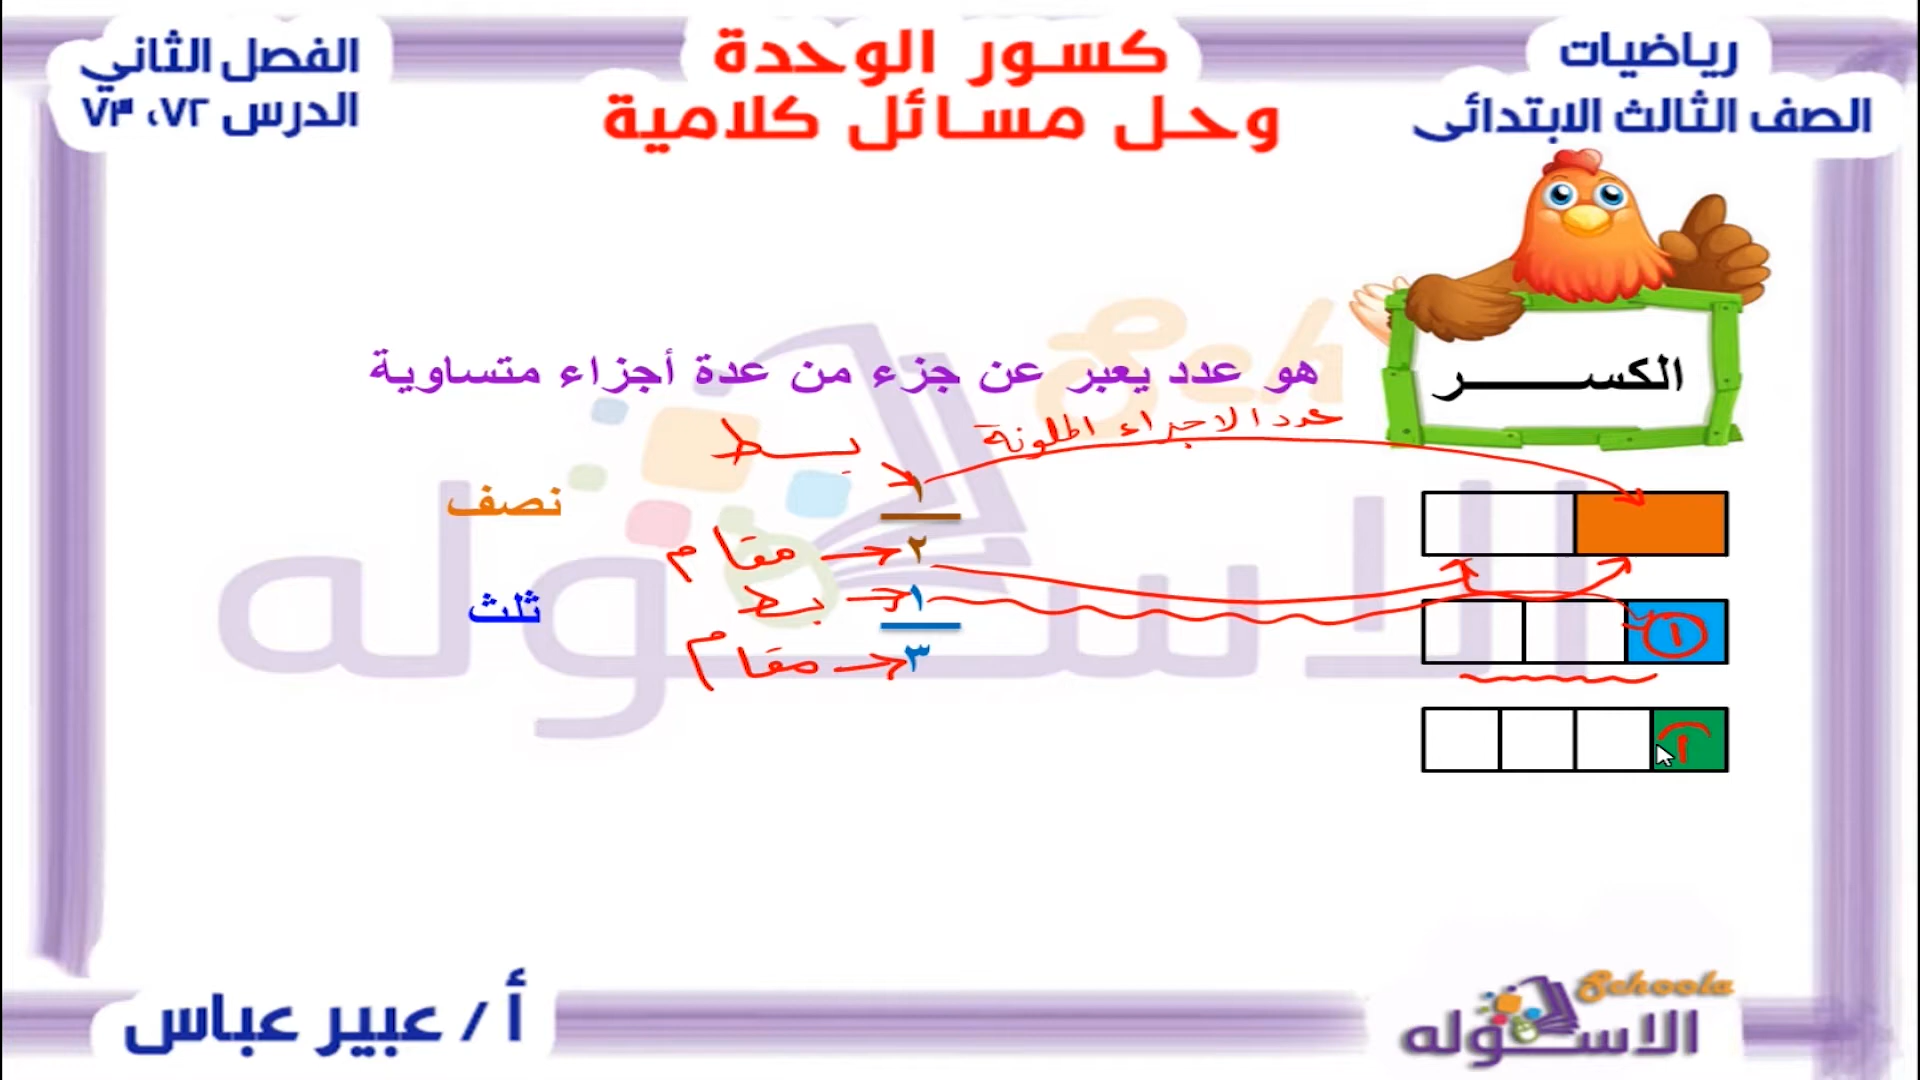 رياضيات
الصف الثالث الابتدائى
كسور الوحدة
وحل مسائل كلامية
الفصل الثاني
الدرس ٧٢، ٧٣
الكســـــر
هو عدد يعبر عن جزء من عدة أجزاء متساوية
عدد الاجزاء الملونة
بسط
١
نصف
٢
مقام
١
بسط
ثلث
٣
مقام
١
١
أ / عبير عباس
Schoola
الاسكوله